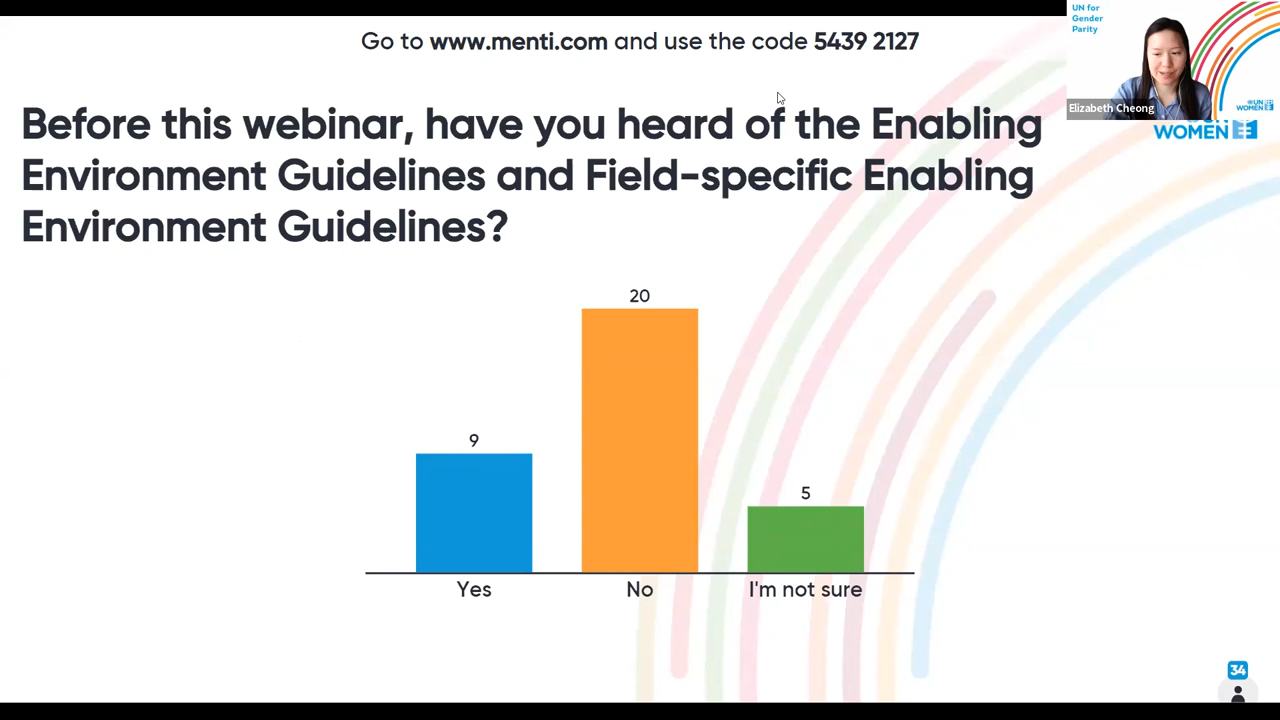 Go to www.menti.com and use the code 5439 2127
UN for
Gender
Parity
Elizabeth Cheong
UN
WOMEN
WOMEN
Before this webinar, have you heard of the Enabling
Environment Guidelines and Field-specific Enabling
Environment Guidelines?
20
9
5
Yes
No
I'm not sure
34